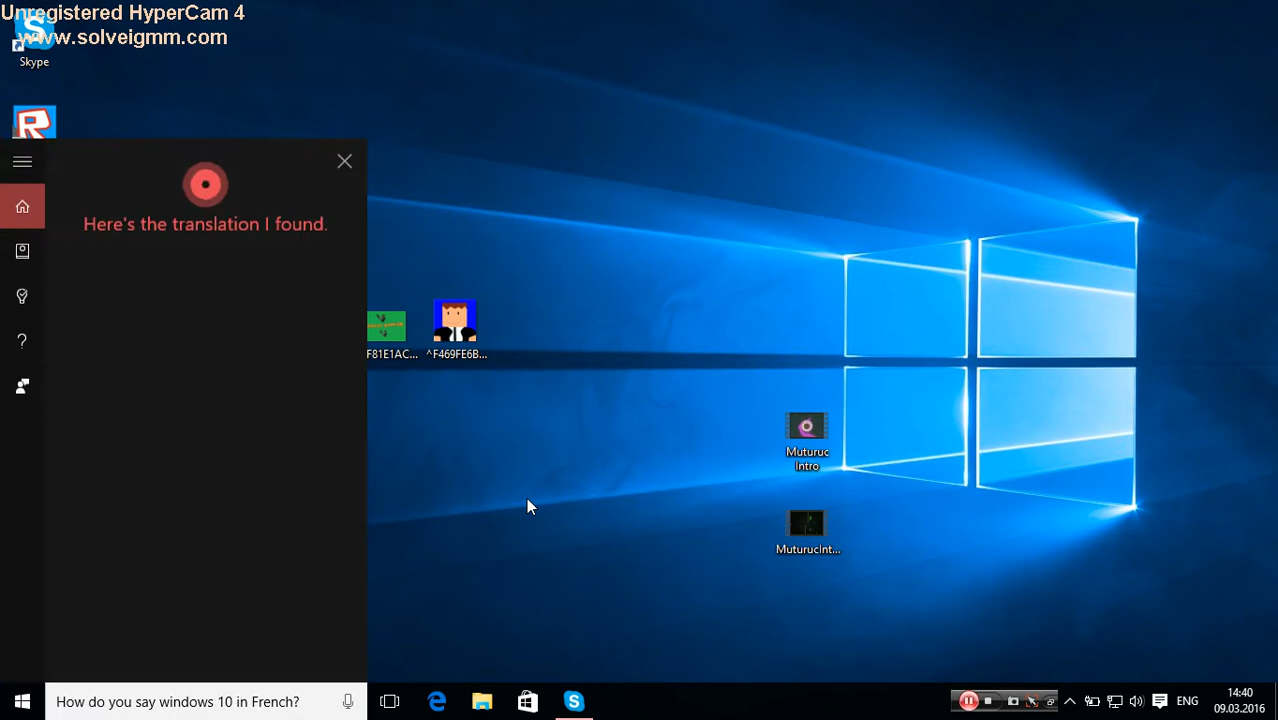 Unregistered HyperCam 4
www.solveigmm.com
Skype
Here's the translation I found.
F81E1AC...
^F469FE6B...
Muturuc
Intro
MuturucInt...
How do you say windows 10 in French?
ENG
14:40
09.03.2016